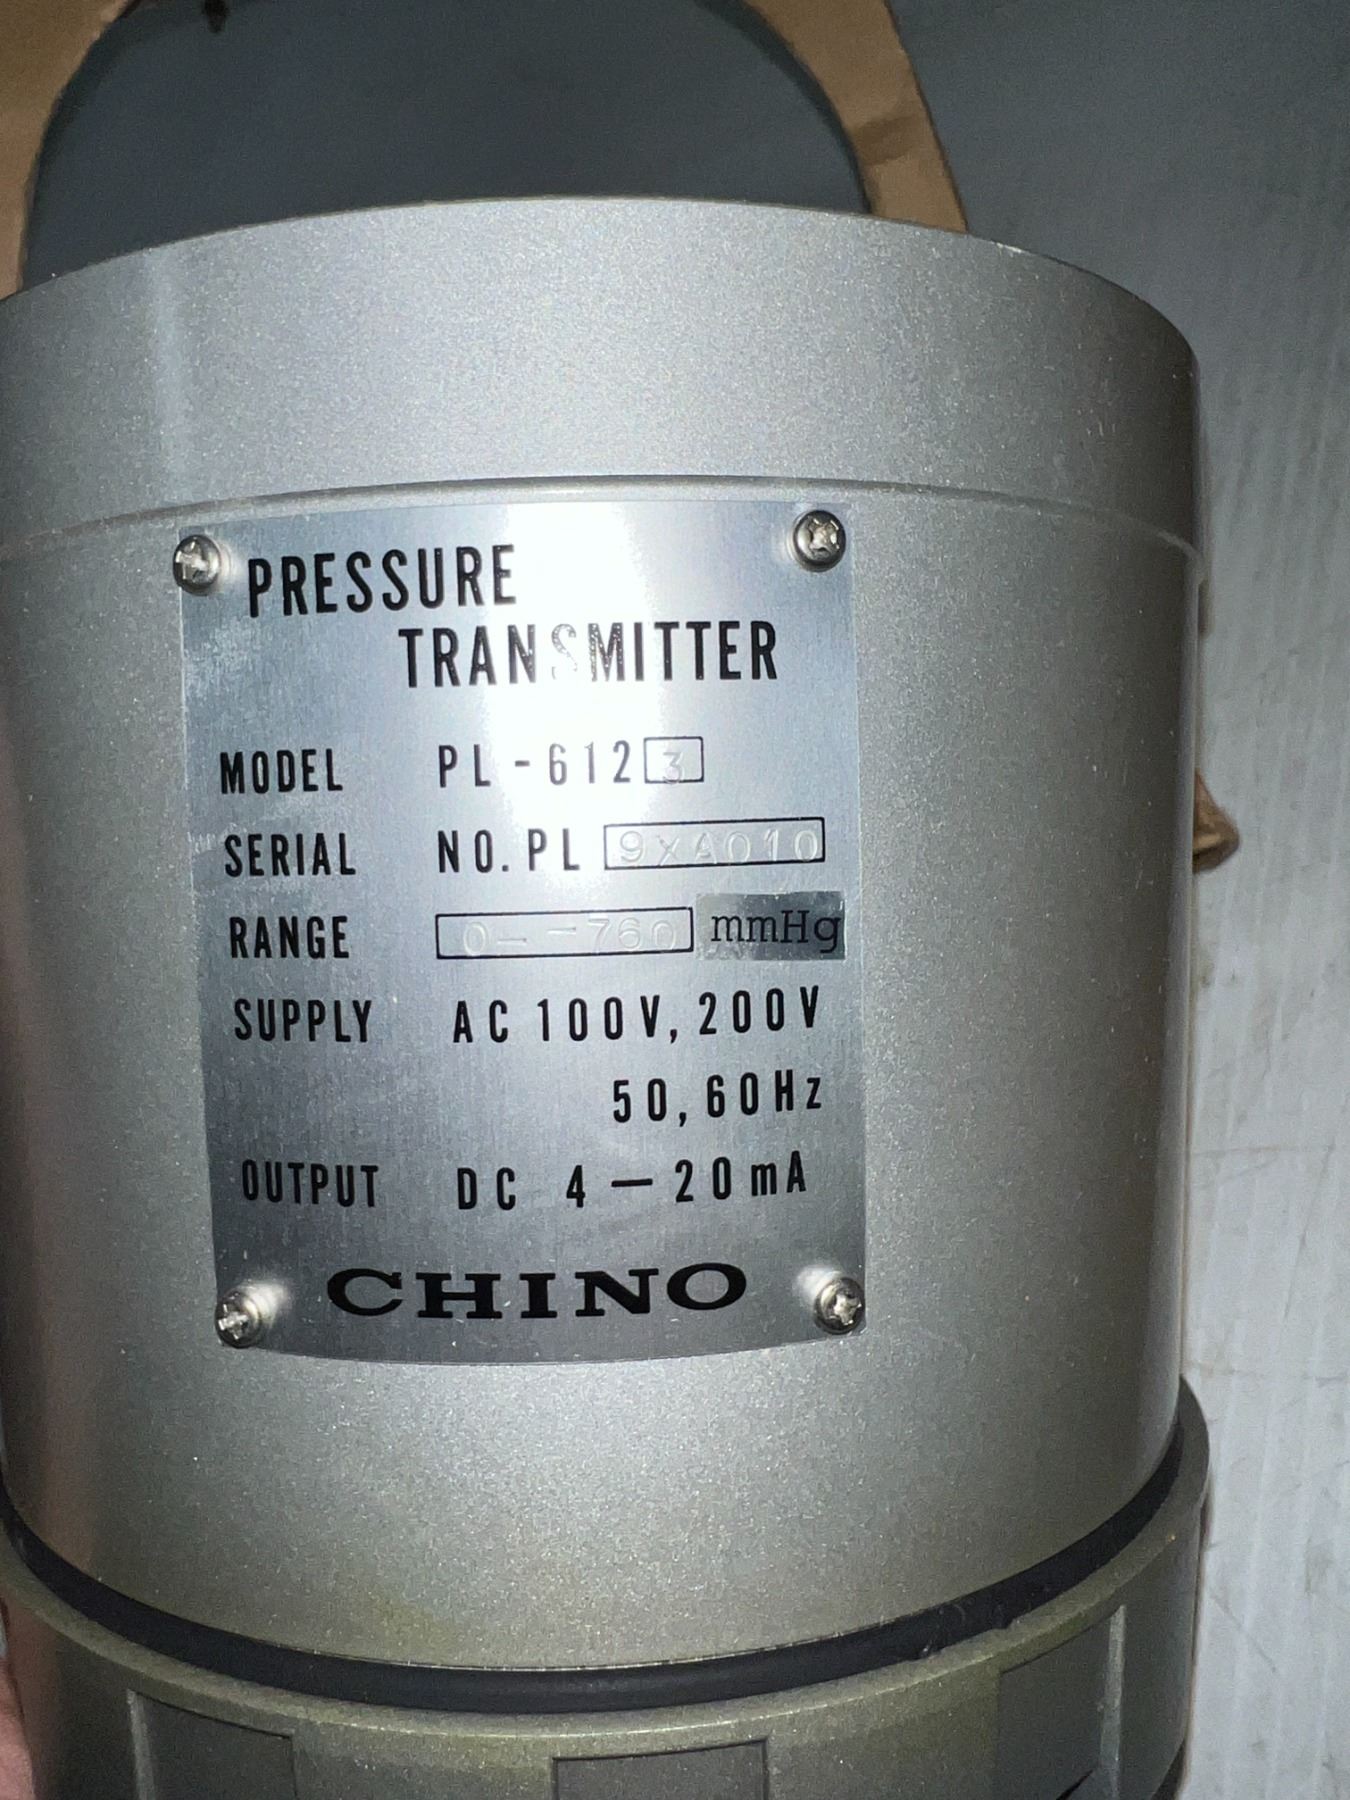 PRESSURE
TRANSMITTER
MODEL PL-6123
SERIAL NO. PL 9XA010
RANGE 0— -760 mmHg
SUPPLY AC 100V, 200V
50, 60Hz
OUTPUT DC 4—20mA
CHINO